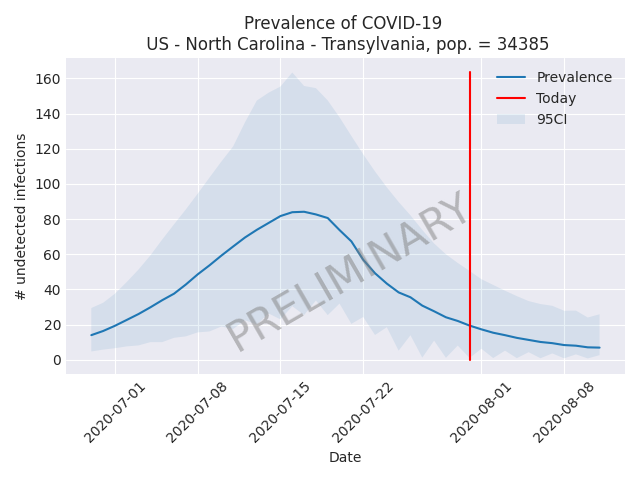 Prevalence of COVID-19
US - North Carolina - Transylvania, pop. = 34385
160
140
120
100
80
60
40
20
0
# undetected infections
Prevalence
Today
95CI
PRELIMINARY
2020-07-01
2020-07-08
2020-07-15
2020-07-22
2020-08-01
2020-08-08
Date